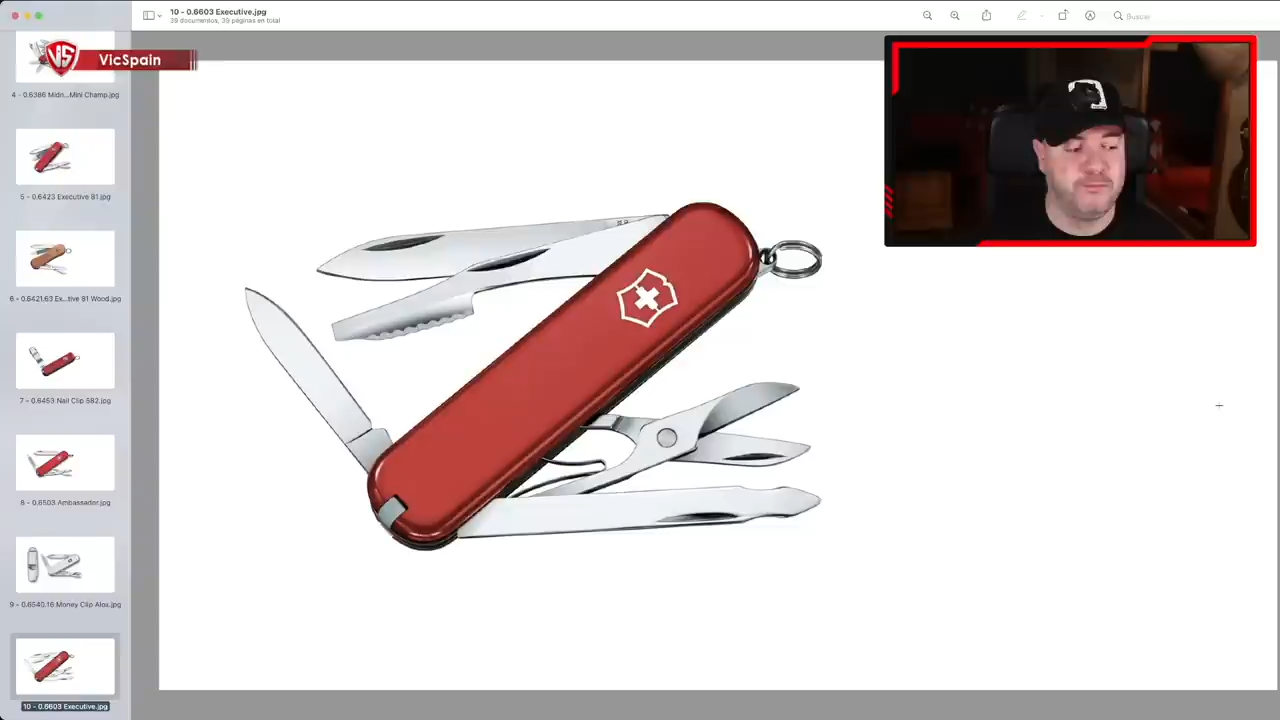 10 - 0.6603 Executive.jpg
39 documentos, 39 páginas en total
Buscar
VS
VicSpain
4 - 0.6386 Midn...Mini Champ.jpg
5 - 0.6423 Executive 81.jpg
6 - 0.6421.63 Ex...tive 81 Wood.jpg
7 - 0.6453 Nail Clip 582.jpg
8 - 0.6503 Ambassador.jpg
9 - 0.6540.16 Money Clip Alox.jpg
10 - 0.6603 Executive.jpg